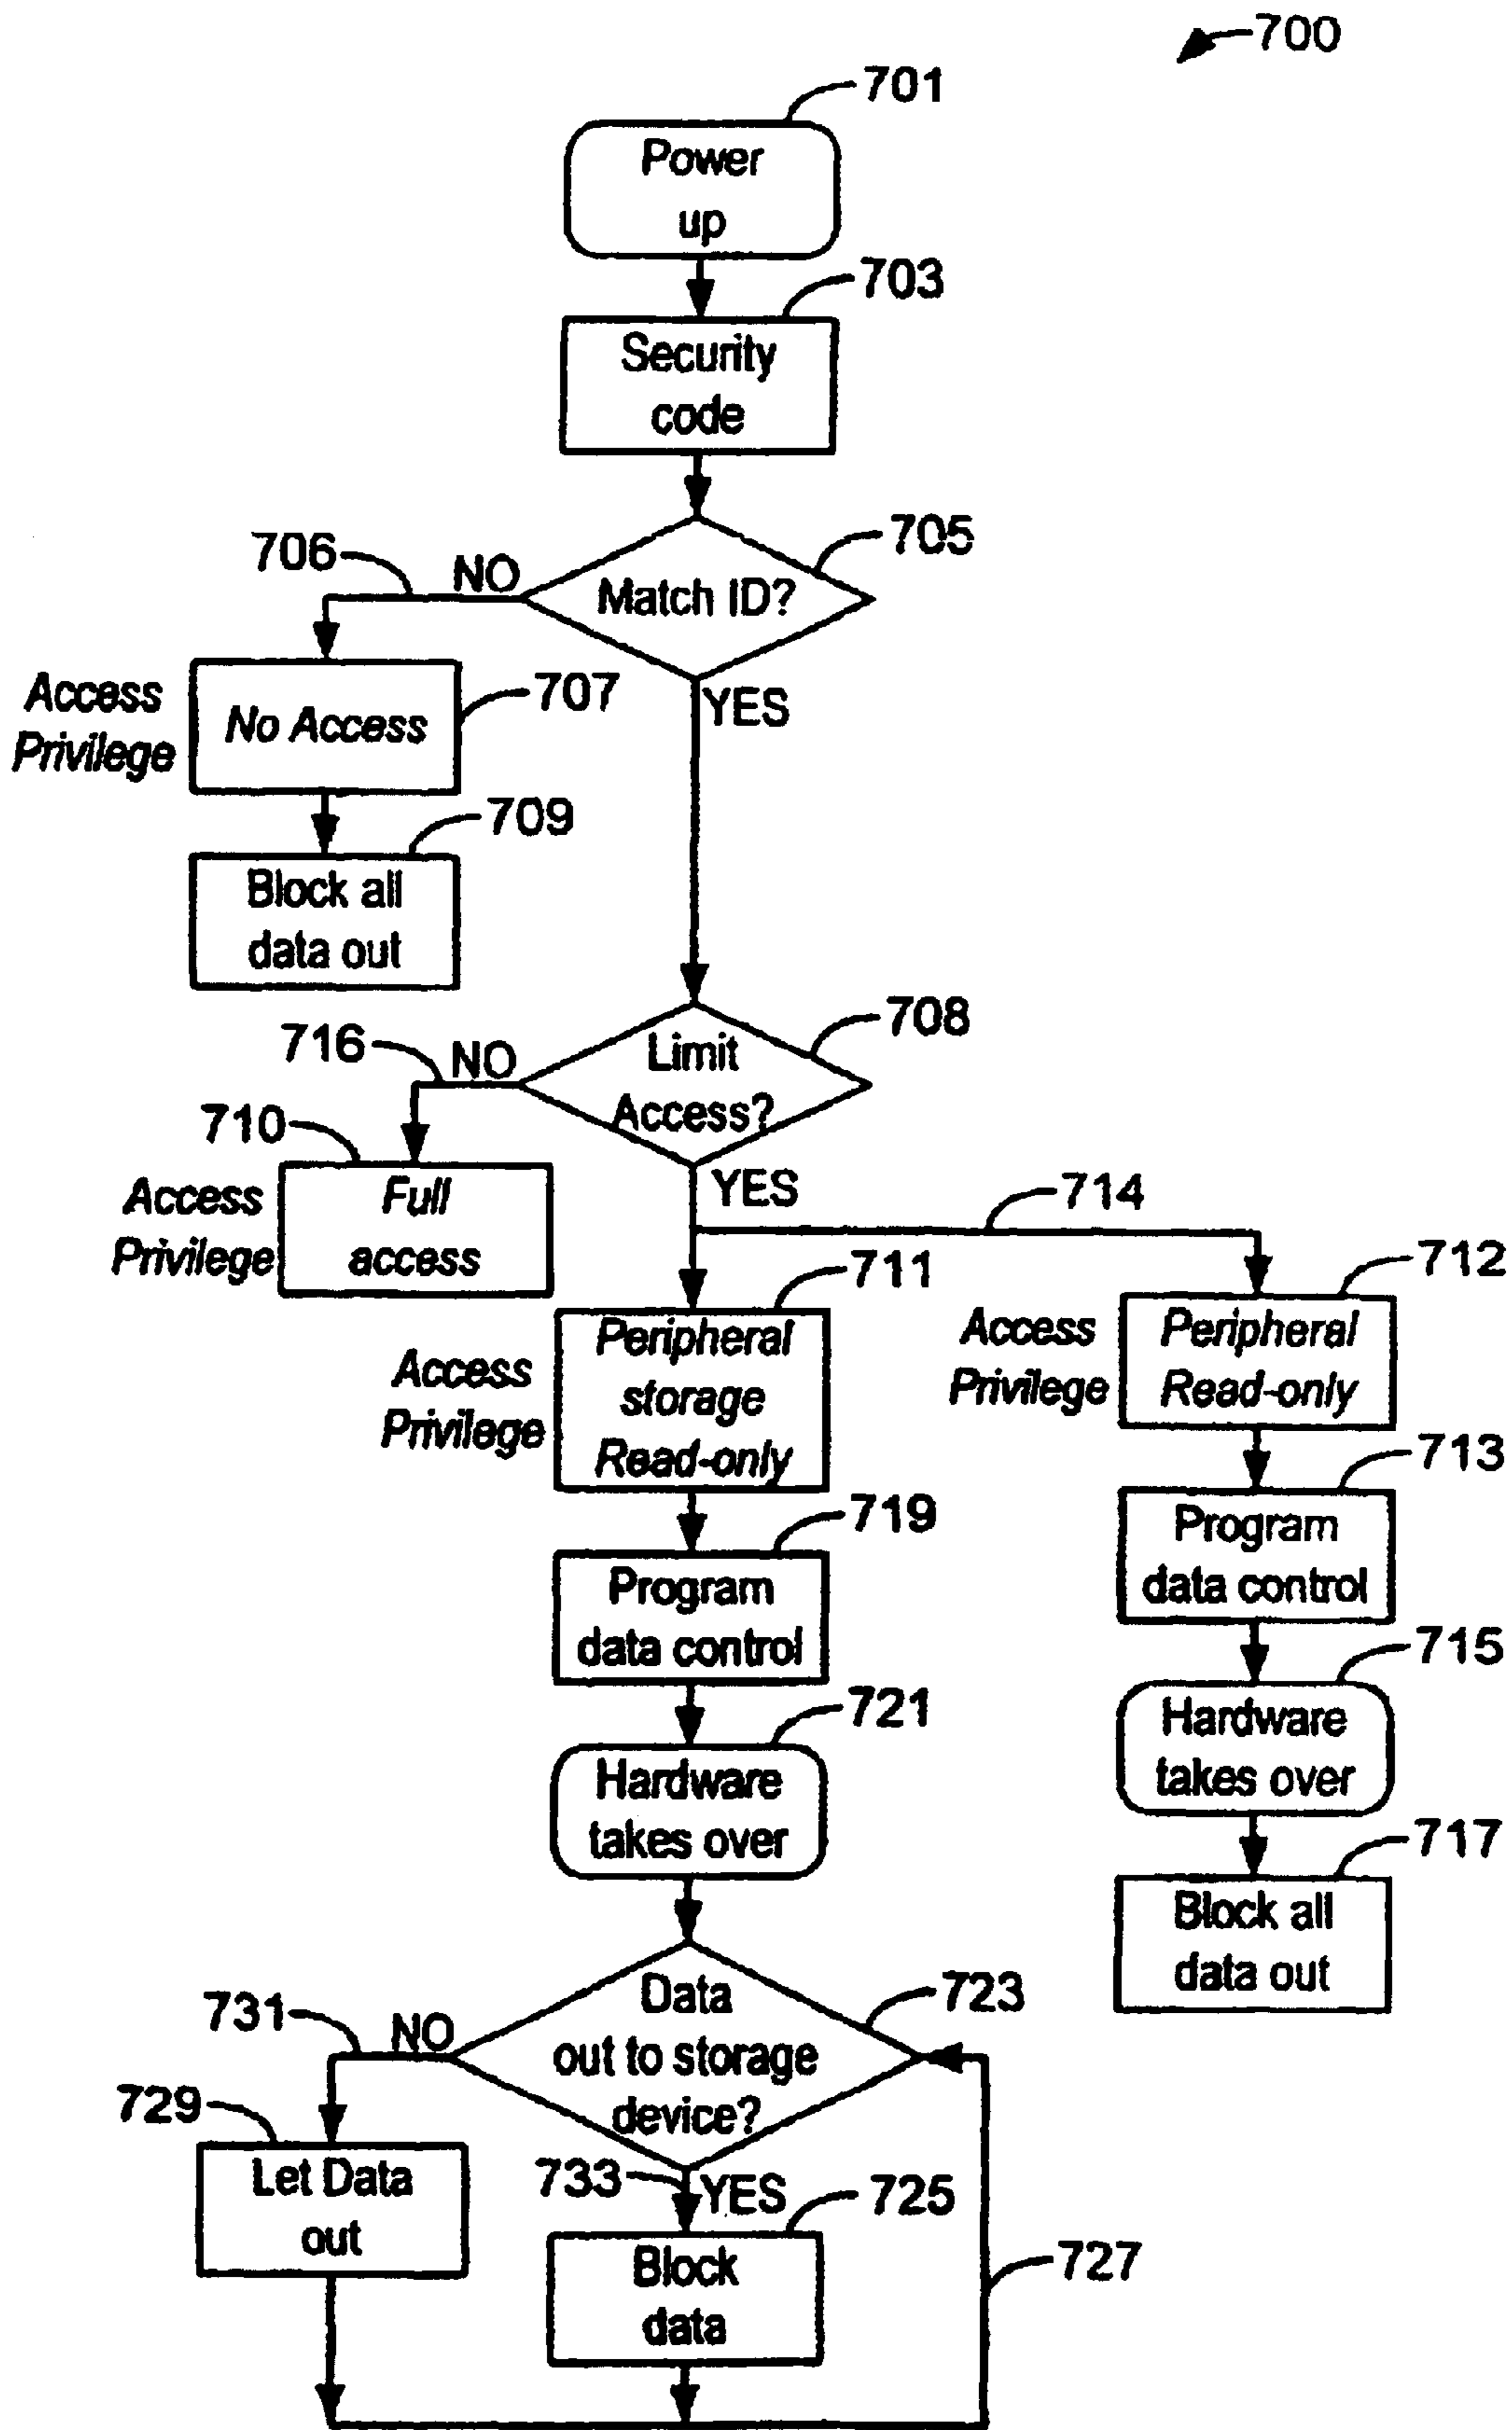 700
701
Power
up
703
Security
code
705
Match ID?
706
NO
YES
Access
Privilege
No Access
707
709
Block all
data out
708
Limit
Access?
716
NO
YES
710
Access
Privilege
Full
access
714
711
Access
Privilege
Peripheral
storage
Read-only
712
Access
Privilege
Peripheral
Read-only
719
Program
data control
713
Program
data control
721
Hardware
takes over
715
Hardware
takes over
717
Block all
data out
723
Data
out to storage
device?
731
NO
729
Let Data
out
733
YES
725
Block
data
727